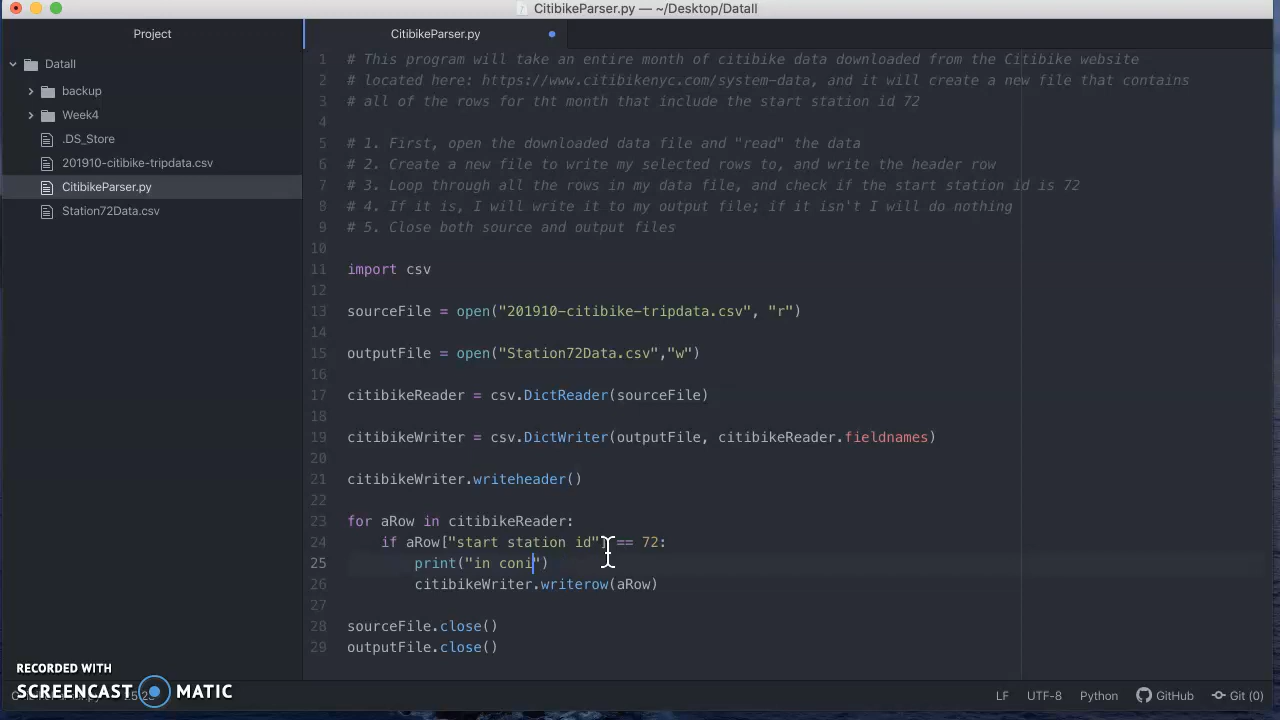 CitibikeParser.py — ~/Desktop/Datall
Project
CitibikeParser.py
Datall
backup
Week4
.DS_Store
201910-citibike-tripdata.csv
CitibikeParser.py
Station72Data.csv
1 # This program will take an entire month of citibike data downloaded from the Citibike website
2 # located here: https://www.citibikenyc.com/system-data, and it will create a new file that contains
3 # all of the rows for tht month that include the start station id 72
4
5 # 1. First, open the downloaded data file and "read" the data
6 # 2. Create a new file to write my selected rows to, and write the header row
7 # 3. Loop through all the rows in my data file, and check if the start station id is 72
8 # 4. If it is, I will write it to my output file; if it isn't I will do nothing
9 # 5. Close both source and output files
10
11 import csv
12
13 sourceFile = open("201910-citibike-tripdata.csv", "r")
14
15 outputFile = open("Station72Data.csv","w")
16
17 citibikeReader = csv.DictReader(sourceFile)
18
19 citibikeWriter = csv.DictWriter(outputFile, citibikeReader.fieldnames)
20
21 citibikeWriter.writeheader()
22
23 for aRow in citibikeReader:
24 if aRow["start station id"] == 72:
25 print("in coni")
26 citibikeWriter.writerow(aRow)
27
28 sourceFile.close()
29 outputFile.close()
RECORDED WITH
SCREENCAST MATIC
LF UTF-8 Python GitHub Git (0)